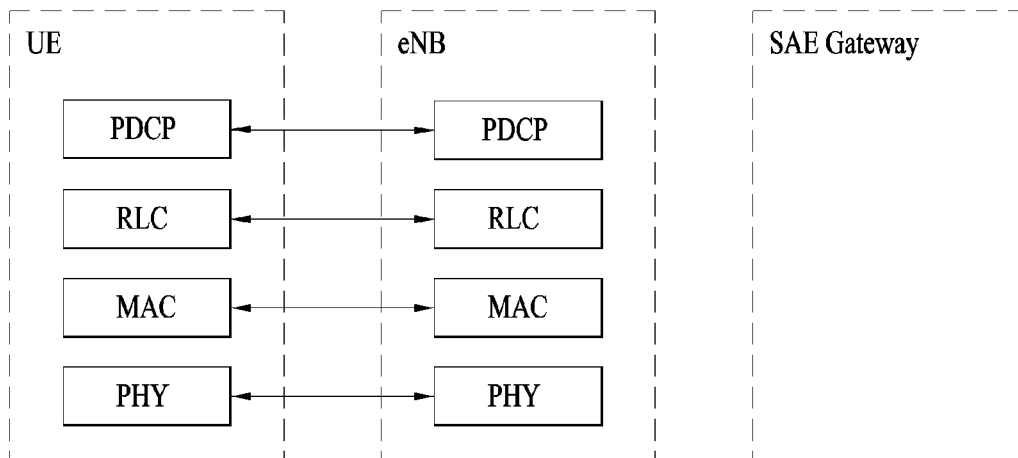 UE
eNB
SAE Gateway
PDCP
PDCP
RLC
RLC
MAC
MAC
PHY
PHY